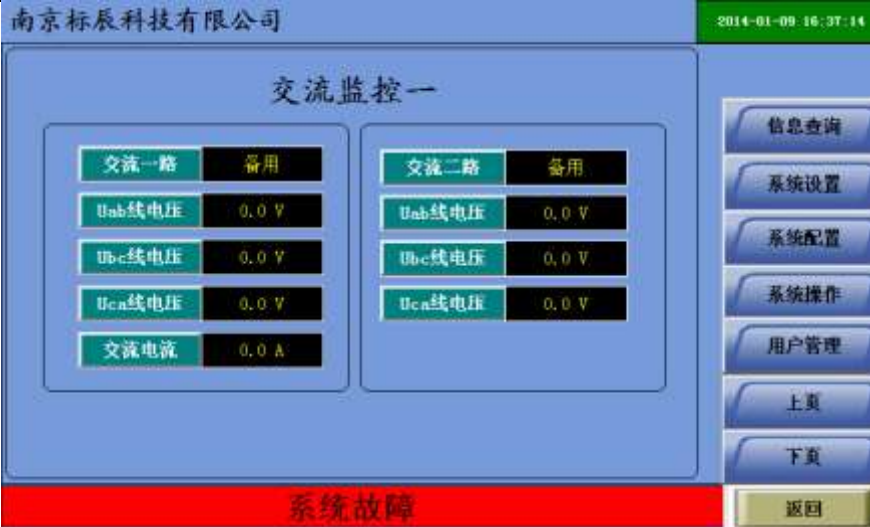 南京标辰科技有限公司
2014-01-09 16:37:14
交流监控一
交流一路 备用
Uab线电压 0.0 V
Ubc线电压 0.0 V
Uca线电压 0.0 V
交流电流 0.0 A
交流二路 备用
Uab线电压 0.0 V
Ubc线电压 0.0 V
Uca线电压 0.0 V
信息查询
系统设置
系统配置
系统操作
用户管理
上页
下页
返回
系统故障